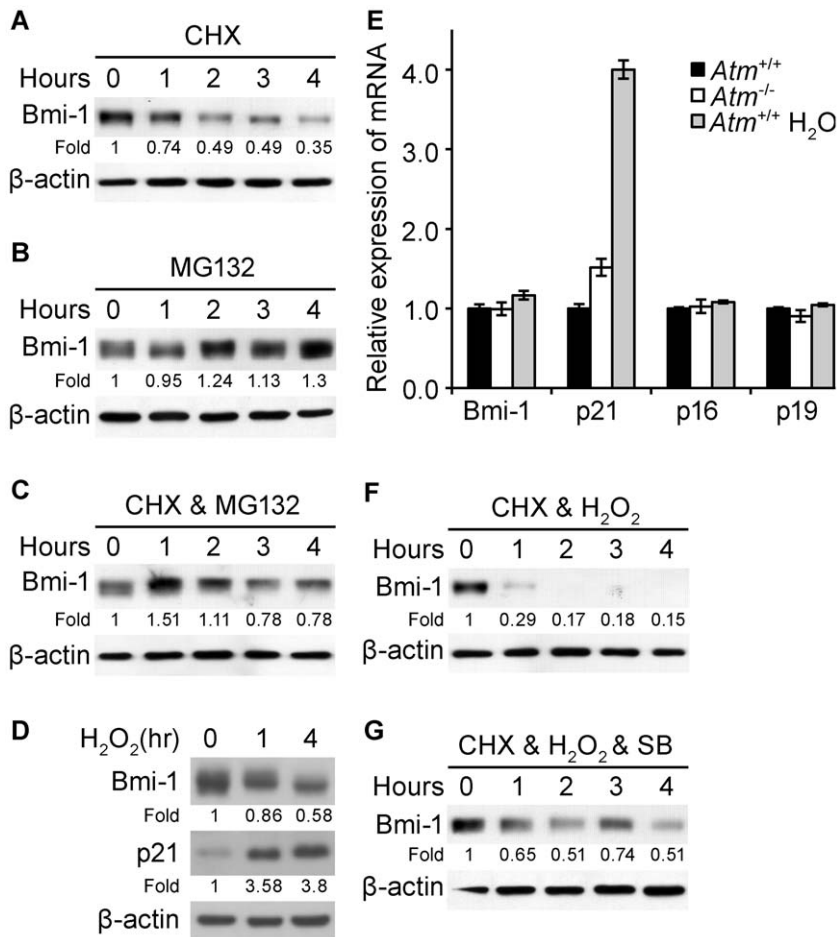 A
CHX
Hours 0 1 2 3 4
Bmi-1
Fold 1 0.74 0.49 0.49 0.35
β-actin
B
MG132
Hours 0 1 2 3 4
Bmi-1
Fold 1 0.95 1.24 1.13 1.3
β-actin
C
CHX & MG132
Hours 0 1 2 3 4
Bmi-1
Fold 1 1.51 1.11 0.78 0.78
β-actin
D
H₂O₂(hr) 0 1 4
Bmi-1
Fold 1 0.86 0.58
p21
Fold 1 3.58 3.8
β-actin
E
Relative expression of mRNA
4.0
3.0
2.0
1.0
0.0
Bmi-1 p21 p16 p19
Atm⁺/⁺
Atm⁻/⁻
Atm⁺/⁺ H₂O
F
CHX & H₂O₂
Hours 0 1 2 3 4
Bmi-1
Fold 1 0.29 0.17 0.18 0.15
β-actin
G
CHX & H₂O₂ & SB
Hours 0 1 2 3 4
Bmi-1
Fold 1 0.65 0.51 0.74 0.51
β-actin